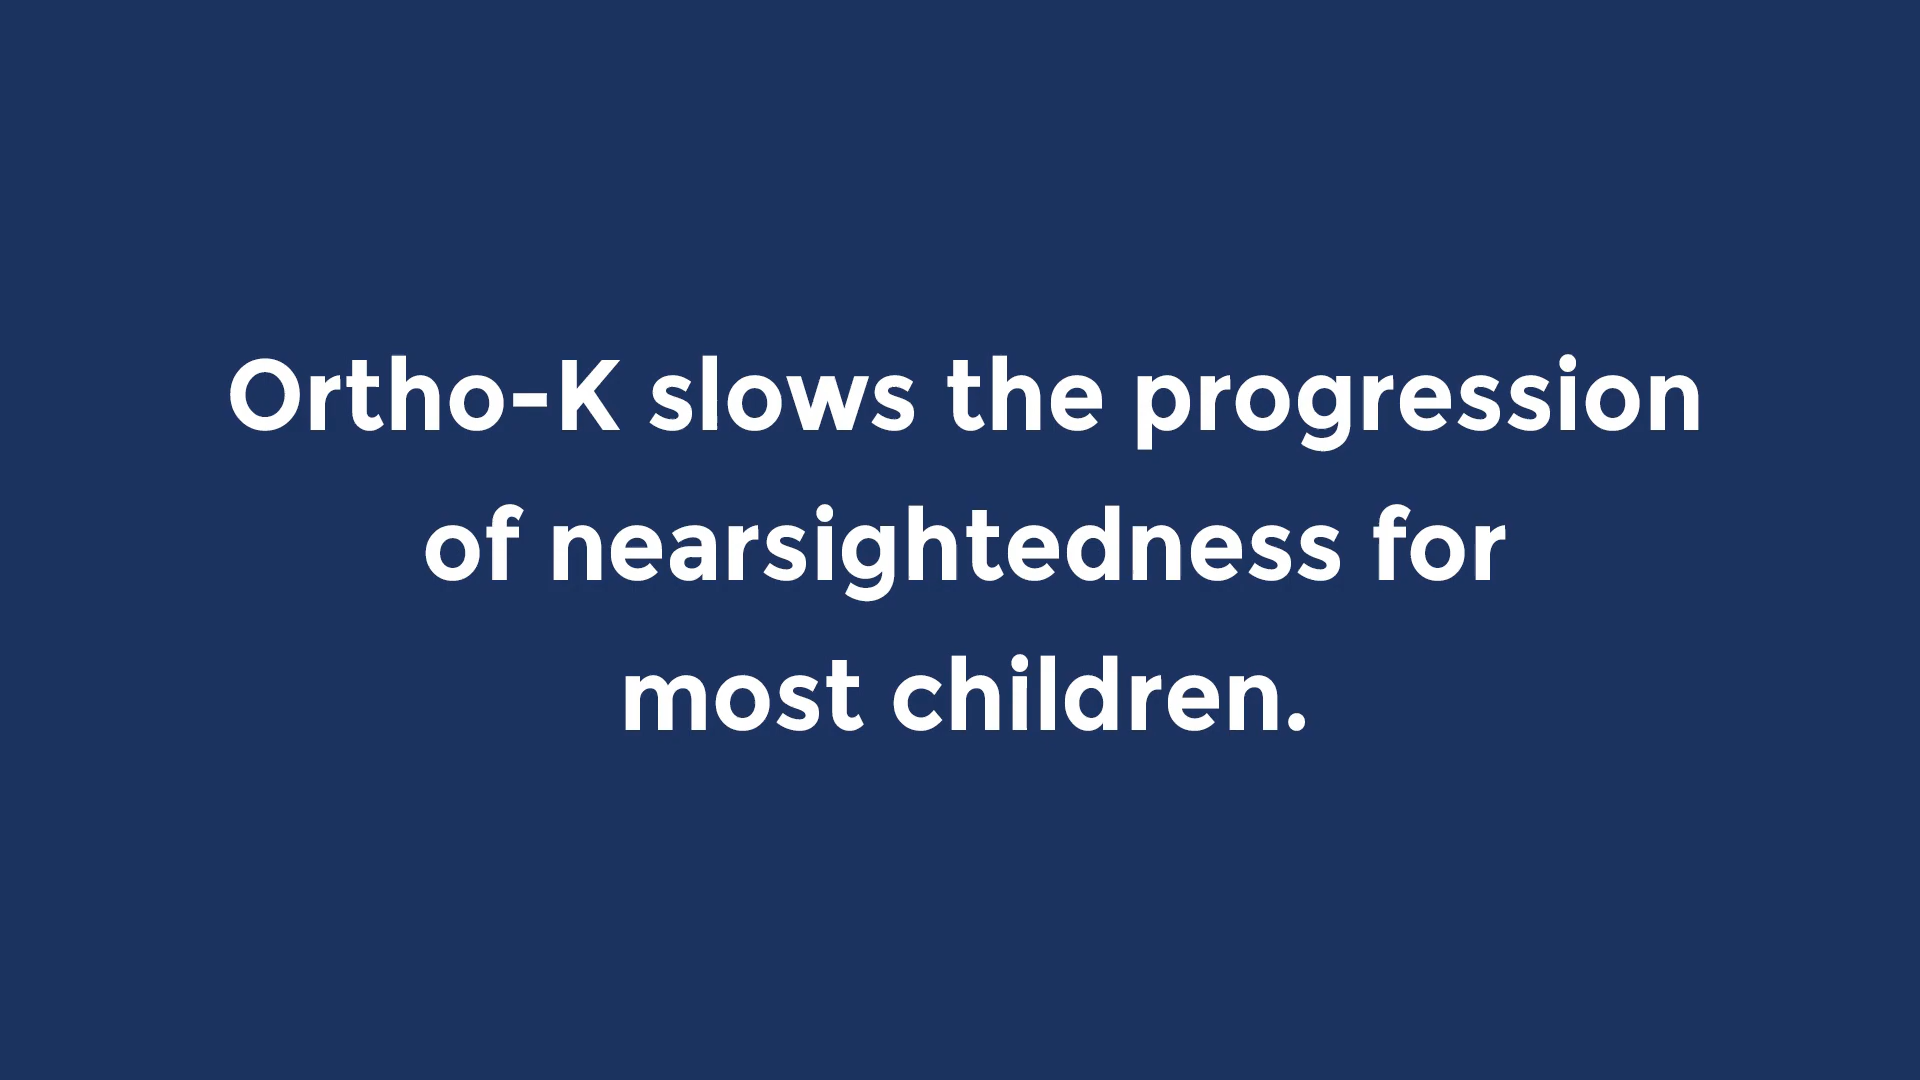 Ortho-K slows the progression
of nearsightedness for
most children.